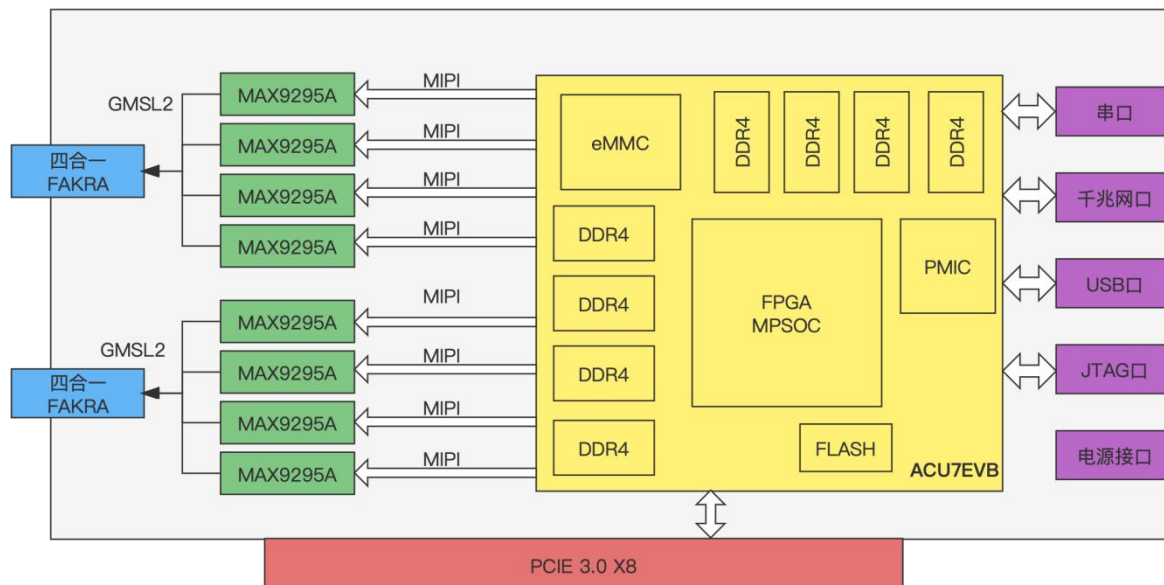 GMSL2
四合一
FAKRA
MAX9295A
MAX9295A
MAX9295A
MAX9295A
MIPI
MIPI
MIPI
MIPI
GMSL2
四合一
FAKRA
MAX9295A
MAX9295A
MAX9295A
MAX9295A
MIPI
MIPI
MIPI
MIPI
eMMC
DDR4
DDR4
DDR4
DDR4
DDR4
DDR4
DDR4
DDR4
FPGA
MPSOC
PMIC
FLASH
ACU7EVB
串口
千兆网口
USB口
JTAG口
电源接口
PCIE 3.0 X8